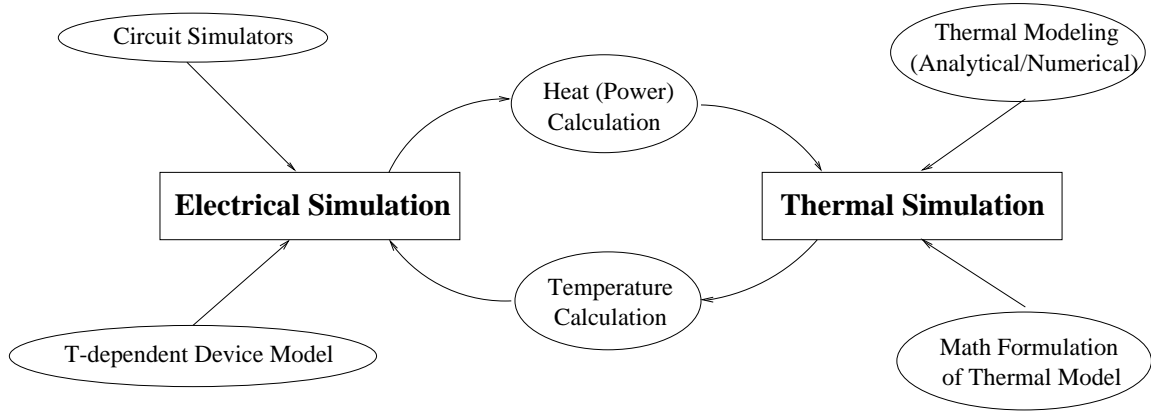 Circuit Simulators
Thermal Modeling
(Analytical/Numerical)
Heat (Power)
Calculation
Electrical Simulation
Thermal Simulation
Temperature
Calculation
T-dependent Device Model
Math Formulation
of Thermal Model